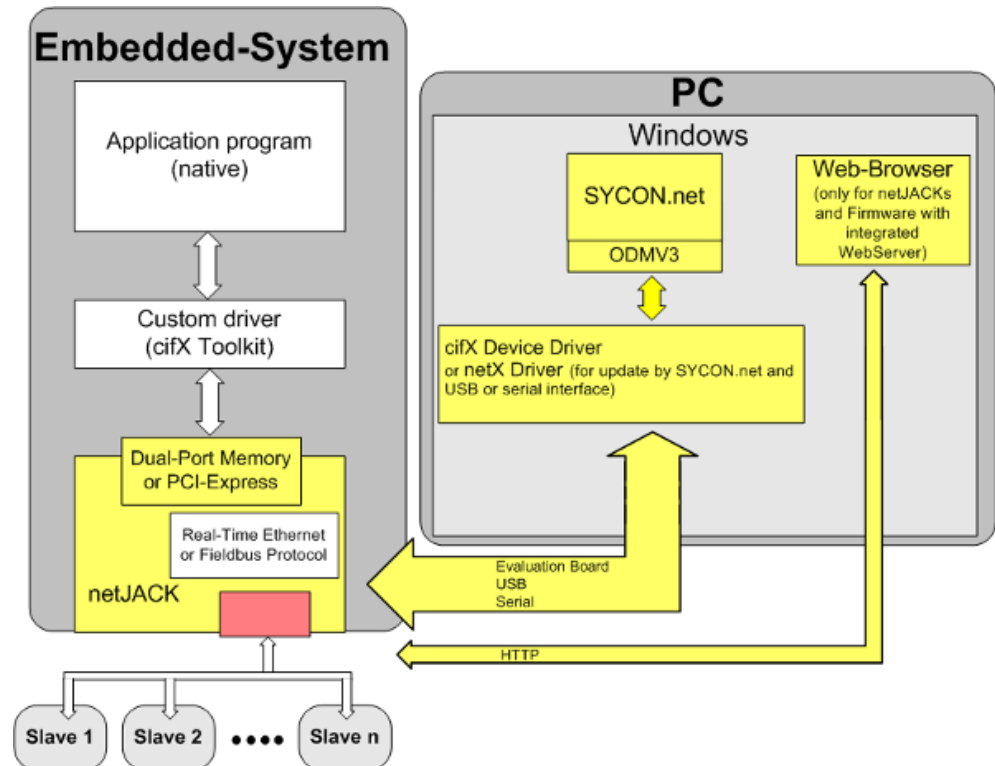 Embedded-System
Application program
(native)
Custom driver
(cifX Toolkit)
Dual-Port Memory
or PCI-Express
Real-Time Ethernet
or Fieldbus Protocol
netJACK
Slave 1
Slave 2
Slave n
PC
Windows
SYCON.net
ODMV3
Web-Browser
(only for netJACKs
and Firmware with
integrated
WebServer)
cifX Device Driver
or netX Driver (for update by SYCON.net and
USB or serial interface)
Evaluation Board
USB
Serial
HTTP